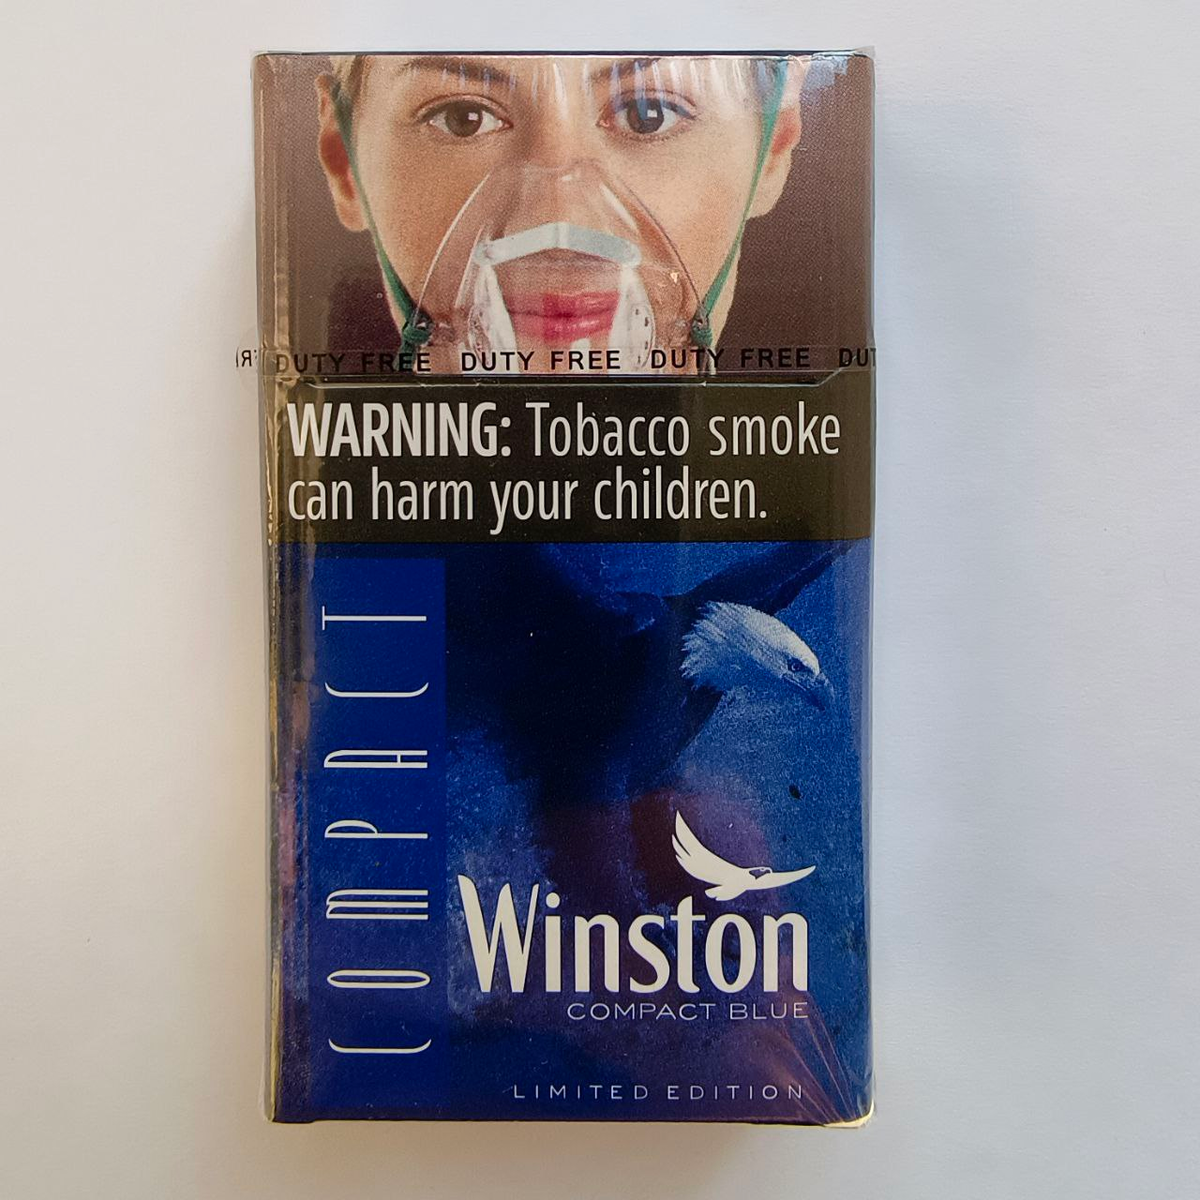 DUTY FREE DUTY FREE DUTY FREE DUT
WARNING: Tobacco smoke
can harm your children.
COMPACT
Winston
COMPACT BLUE
LIMITED EDITION